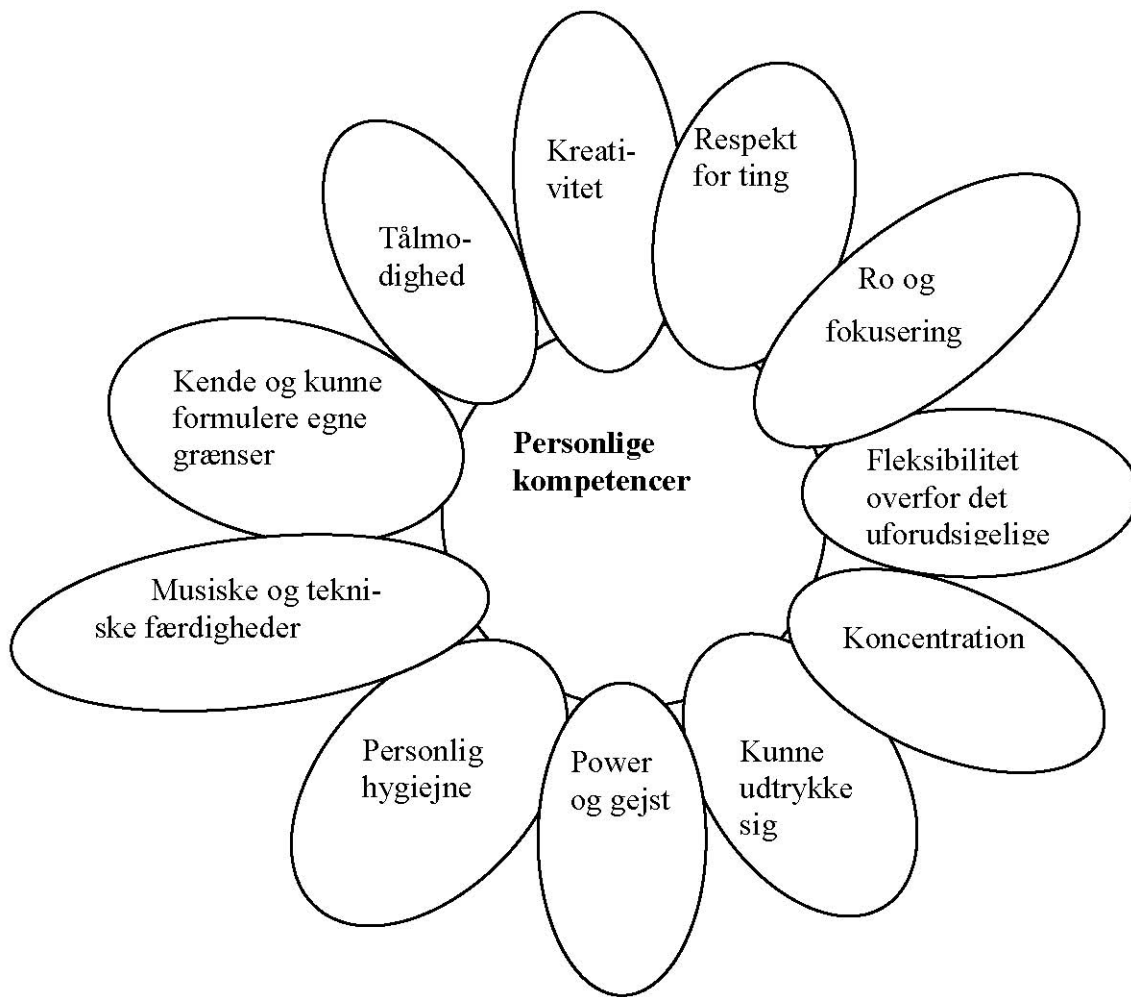 Personlige
kompetencer
Kreati-
vitet
Respekt
for ting
Ro og
fokusering
Fleksibilitet
overfor det
uforudsigelige
Koncentration
Kunne
udtrykke
sig
Power
og gejst
Personlig
hygiejne
Musiske og tekni-
ske færdigheder
Kende og kunne
formulere egne
grænser
Tålmo-
dighed